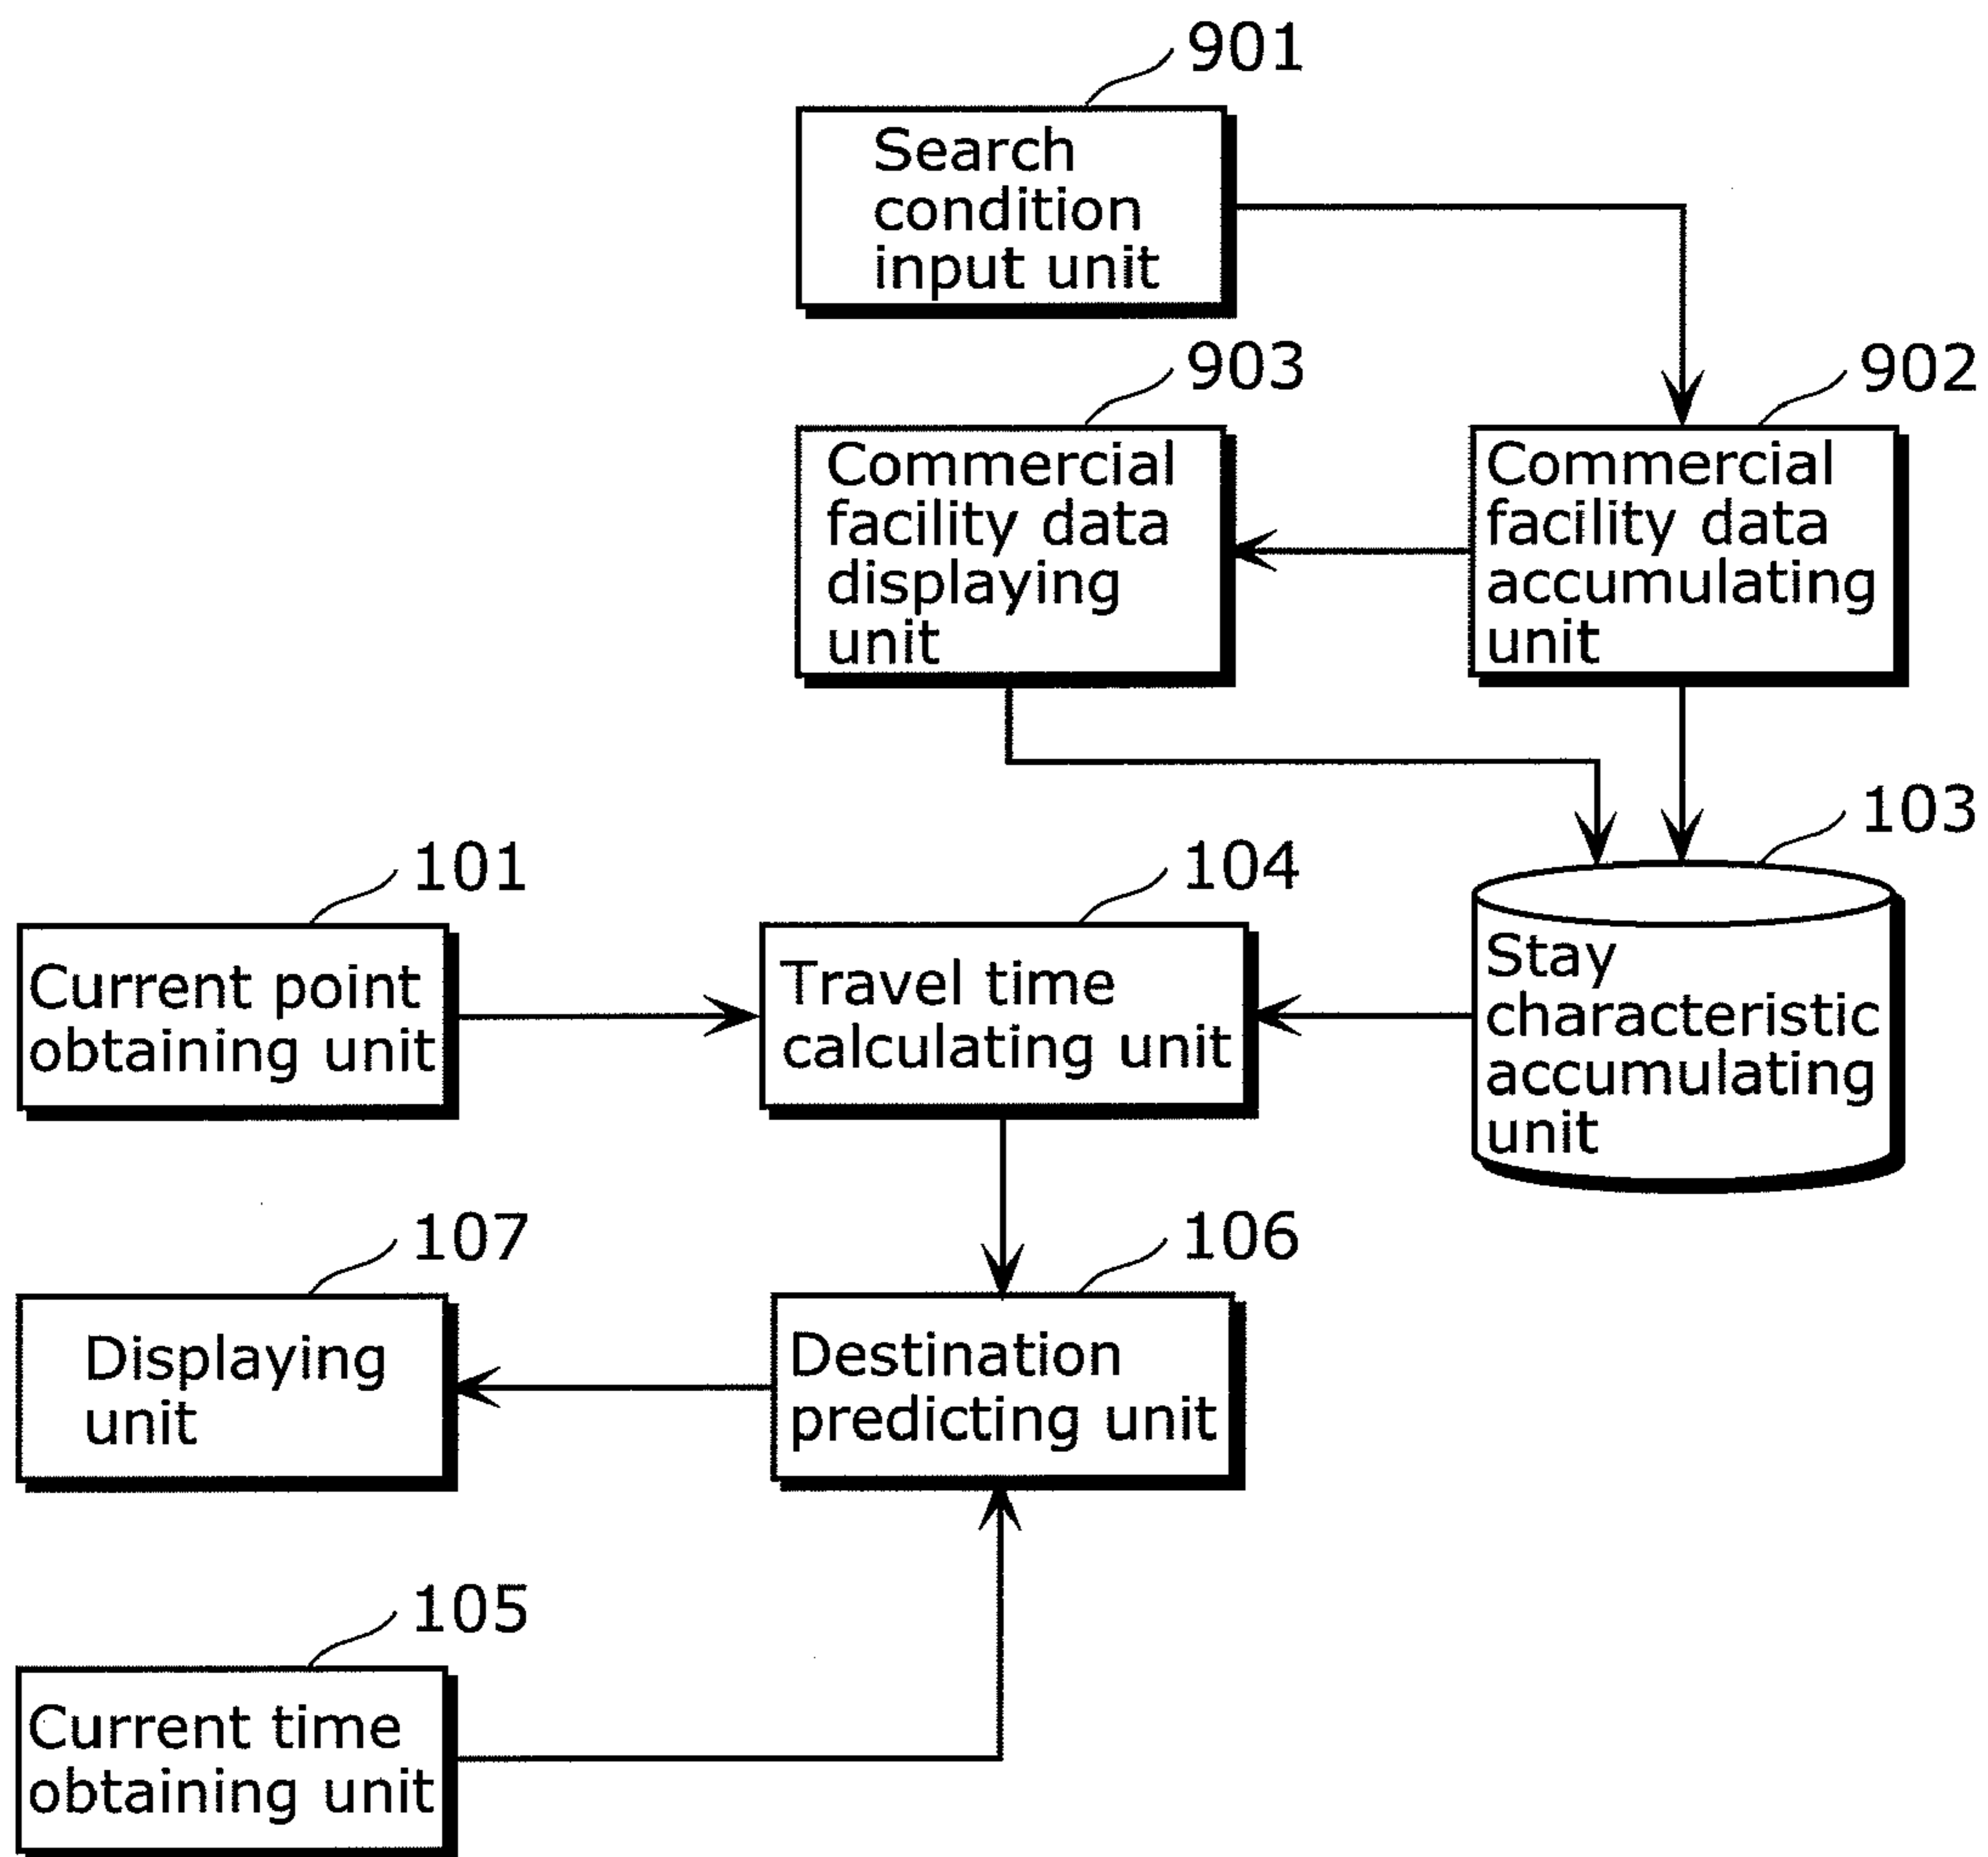 901
Search
condition
input unit
903
Commercial
facility data
displaying
unit
902
Commercial
facility data
accumulating
unit
103
Stay
characteristic
accumulating
unit
101
Current point
obtaining unit
104
Travel time
calculating unit
107
Displaying
unit
106
Destination
predicting unit
105
Current time
obtaining unit